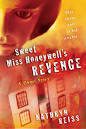 Sweet
Miss Honeywell's
REVENGE
A Ghost Story
KATHRYN
REISS